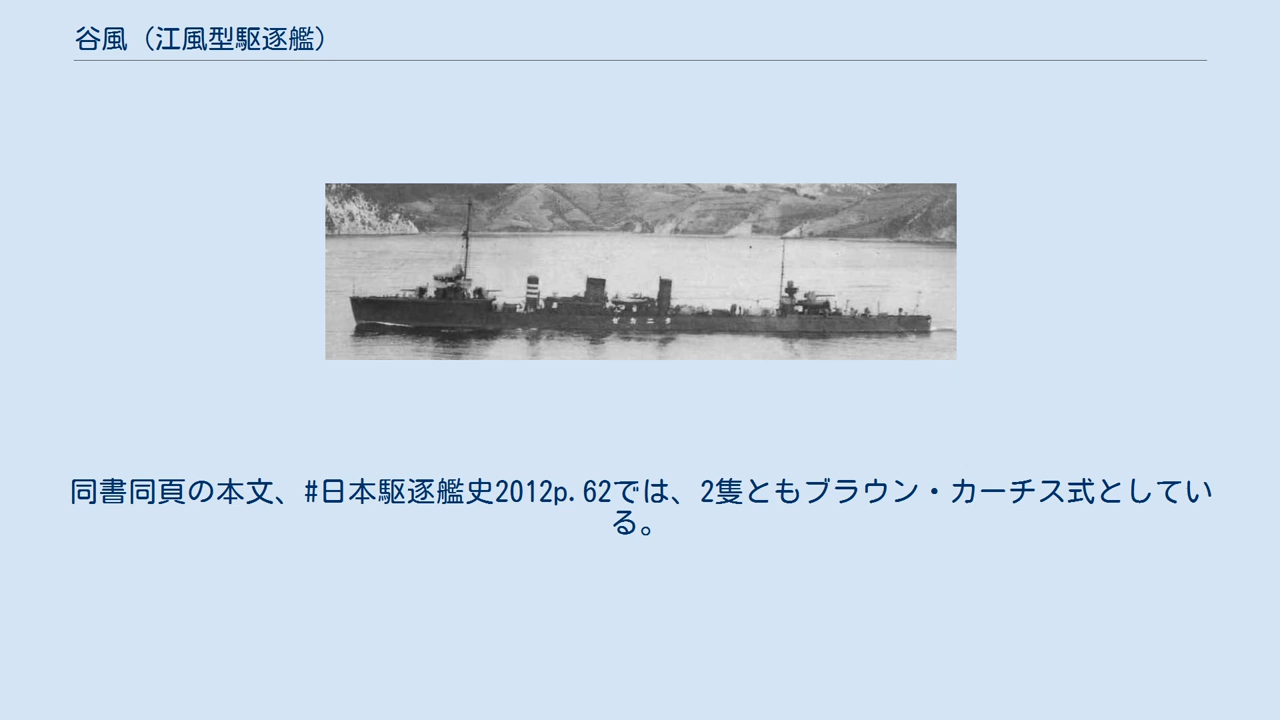 谷風（江風型駆逐艦）
同書同頁の本文、#日本駆逐艦史2012p.62では、2隻ともブラウン・カーチス式としてい
る。